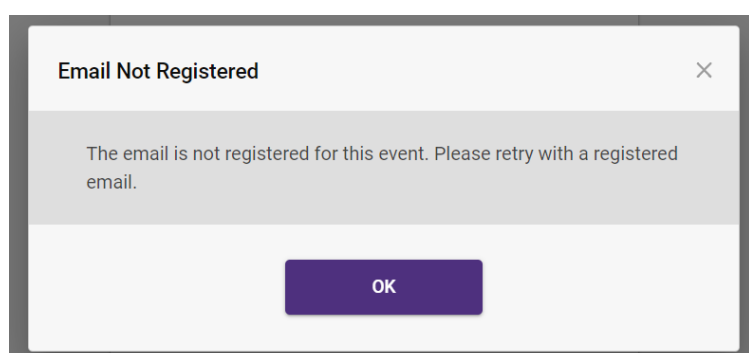 Email Not Registered
The email is not registered for this event. Please retry with a registered
email.
OK